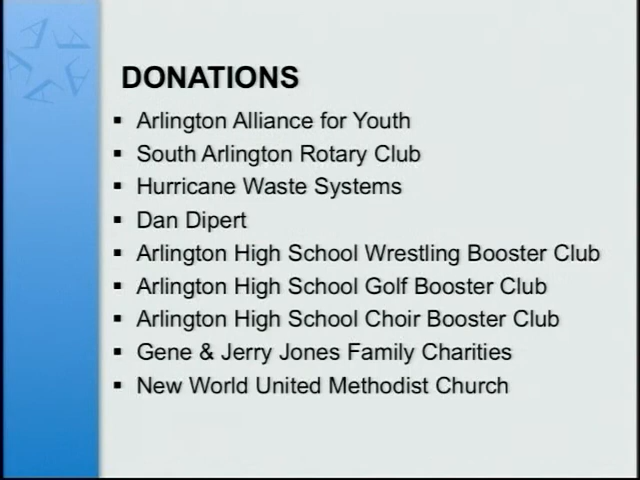 DONATIONS
▪ Arlington Alliance for Youth
▪ South Arlington Rotary Club
▪ Hurricane Waste Systems
▪ Dan Dipert
▪ Arlington High School Wrestling Booster Club
▪ Arlington High School Golf Booster Club
▪ Arlington High School Choir Booster Club
▪ Gene & Jerry Jones Family Charities
▪ New World United Methodist Church